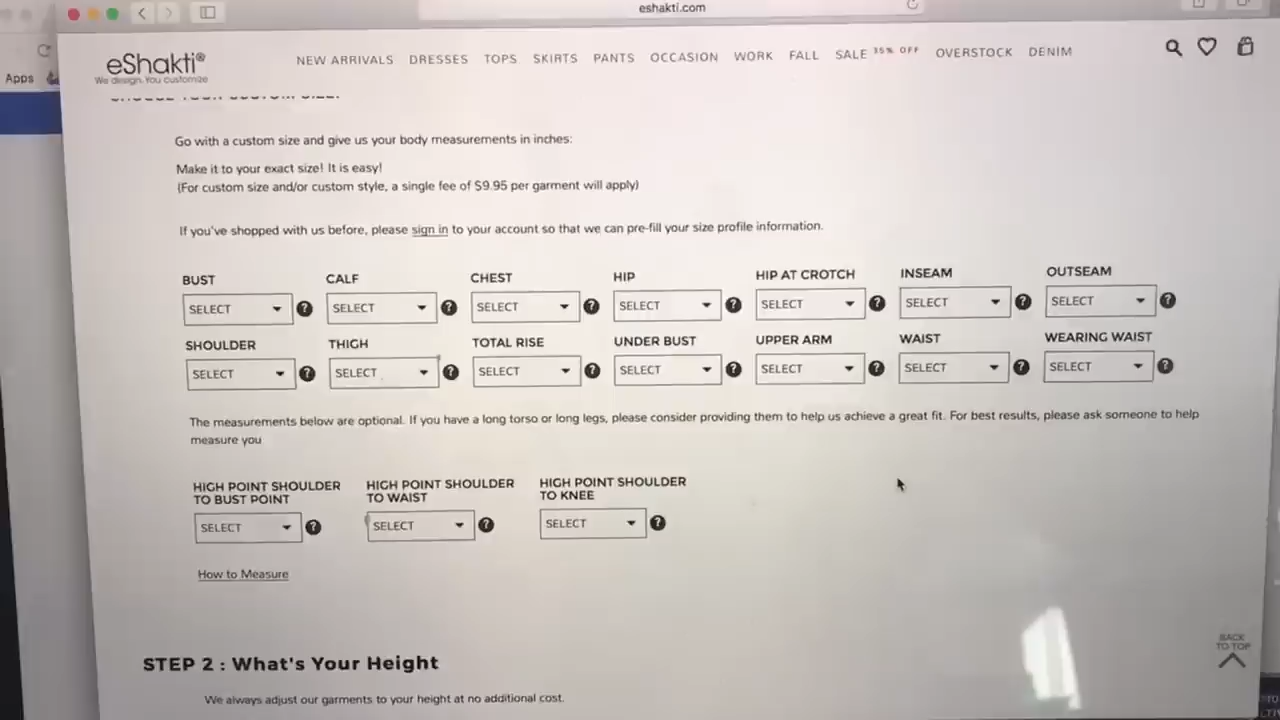 eshakti.com
Apps
eShakti®
We design. You customize
NEW ARRIVALS DRESSES TOPS SKIRTS PANTS OCCASION WORK FALL SALE 35% OFF OVERSTOCK DENIM
Go with a custom size and give us your body measurements in inches:
Make it to your exact size! It is easy!
(For custom size and/or custom style, a single fee of $9.95 per garment will apply)
If you've shopped with us before, please sign in to your account so that we can pre-fill your size profile information.
BUST CALF CHEST HIP HIP AT CROTCH INSEAM OUTSEAM
SELECT ? SELECT ? SELECT ? SELECT ? SELECT ? SELECT ? SELECT ?
SHOULDER THIGH TOTAL RISE UNDER BUST UPPER ARM WAIST WEARING WAIST
SELECT ? SELECT ? SELECT ? SELECT ? SELECT ? SELECT ? SELECT ?
The measurements below are optional. If you have a long torso or long legs, please consider providing them to help us achieve a great fit. For best results, please ask someone to help
measure you
HIGH POINT SHOULDER HIGH POINT SHOULDER HIGH POINT SHOULDER
TO BUST POINT TO WAIST TO KNEE
SELECT ? SELECT ? SELECT ?
How to Measure
BACK
TO TOP
STEP 2 : What's Your Height
We always adjust our garments to your height at no additional cost.